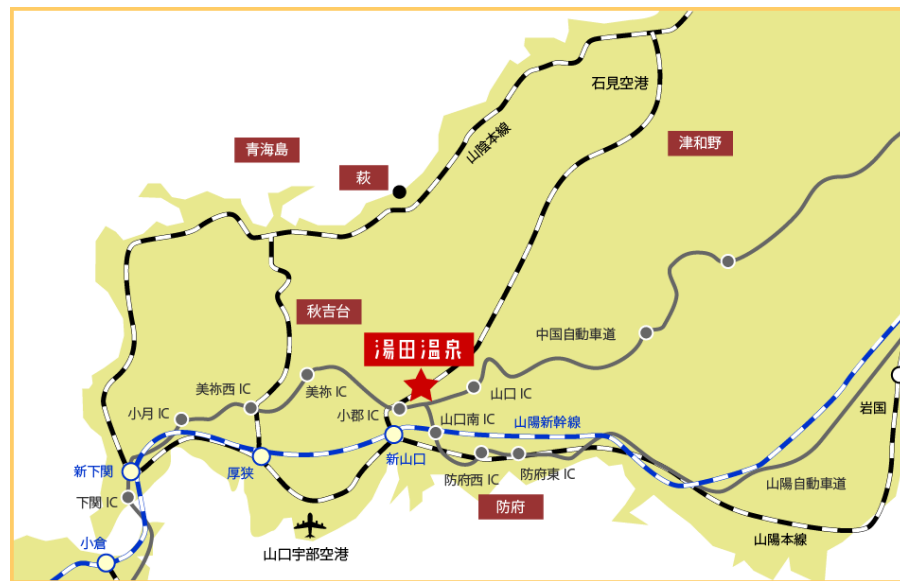 石見空港
青海島
津和野
萩
山陰本線
秋吉台
湯田温泉
中国自動車道
美祢西 IC
美祢 IC
山口 IC
小月 IC
小郡 IC
山口南 IC
山陽新幹線
岩国
新下関
厚狭
新山口
防府西 IC
防府東 IC
山陽自動車道
下関 IC
防府
小倉
山口宇部空港
山陽本線